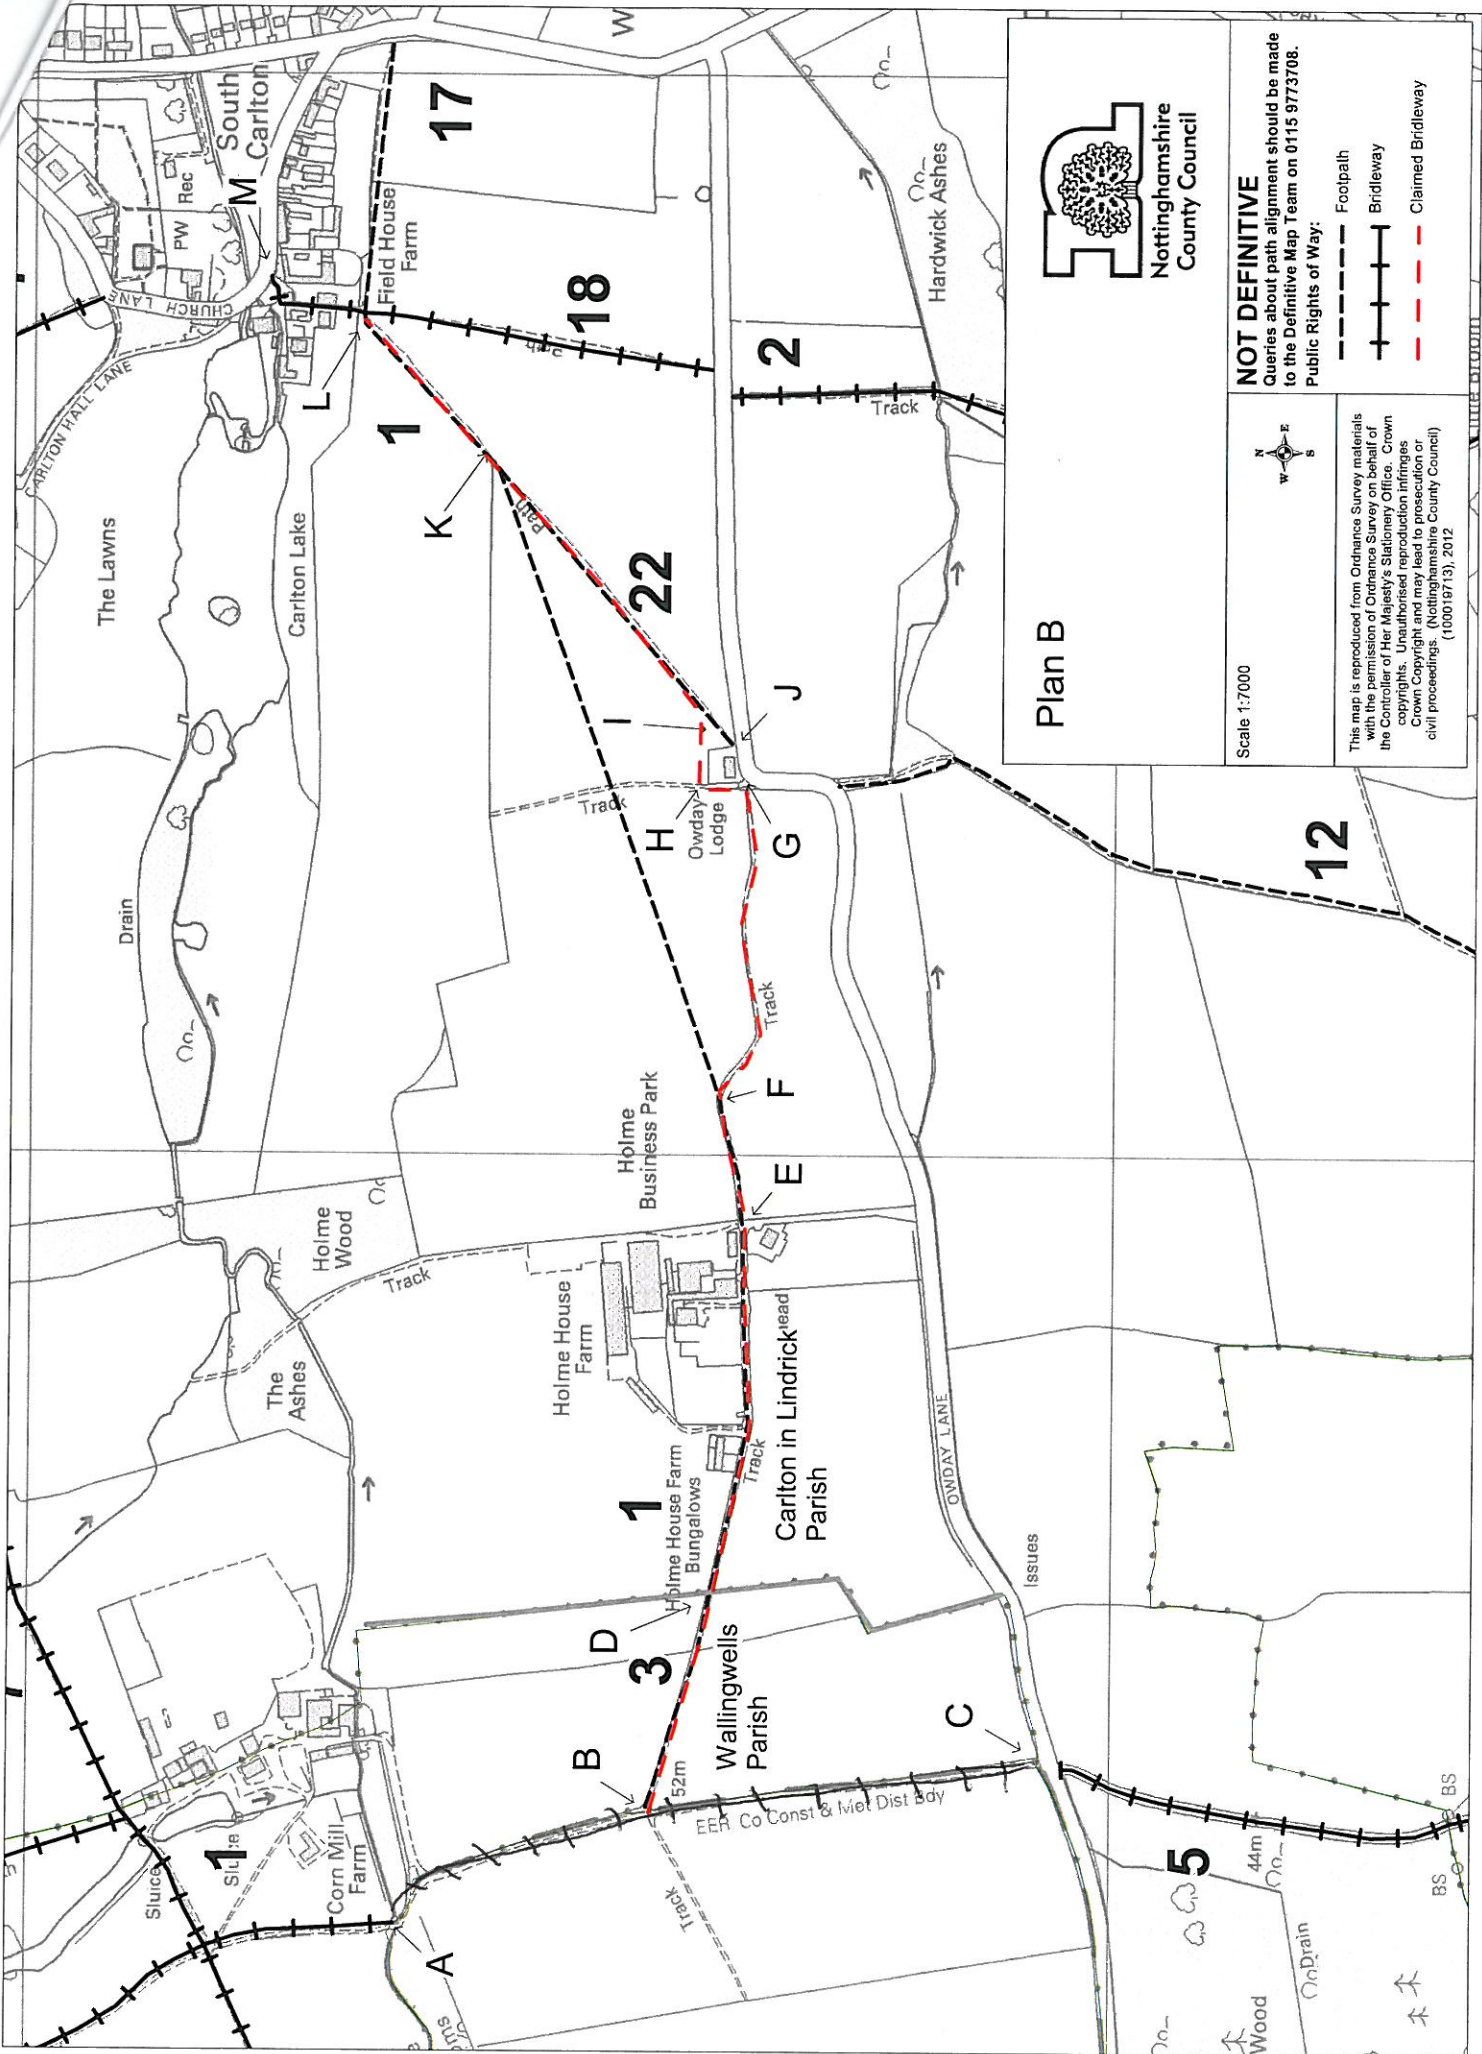 The Lawns
CARLTON HALL LANE
CHURCH LANE
PW
Rec
South
Carlton
M
Carlton Lake
Drain
L
17
Field House
Farm
18
1
K
Path
22
2
Track
Hardwick Ashes
I
J
Track
H
Owday
Lodge
G
12
Track
F
Holme
Business Park
E
Holme
Wood
Track
The
Ashes
Holme House
Farm
1
Holme House Farm
Bungalows
Track
Carlton in Lindrick
Parish
OWDAY LANE
Issues
D
3
Wallingwells
Parish
B
52m
C
EER, Co Const & Met Dist Bdy
Sluice
Sluice
1
Corn Mill
Farm
A
Track
5
44m
BS
BS
Drain
Wood
Plan B
Nottinghamshire
County Council
Scale 1:7000
N
W
E
S
NOT DEFINITIVE
Queries about path alignment should be made
to the Definitive Map Team on 0115 9773708.
Public Rights of Way:
Footpath
Bridleway
Claimed Bridleway
This map is reproduced from Ordnance Survey materials
with the permission of Ordnance Survey on behalf of
the Controller of Her Majesty's Stationery Office. Crown
copyrights. Unauthorised reproduction infringes
Crown Copyright and may lead to prosecution or
civil proceedings. (Nottinghamshire County Council)
(100019713), 2012